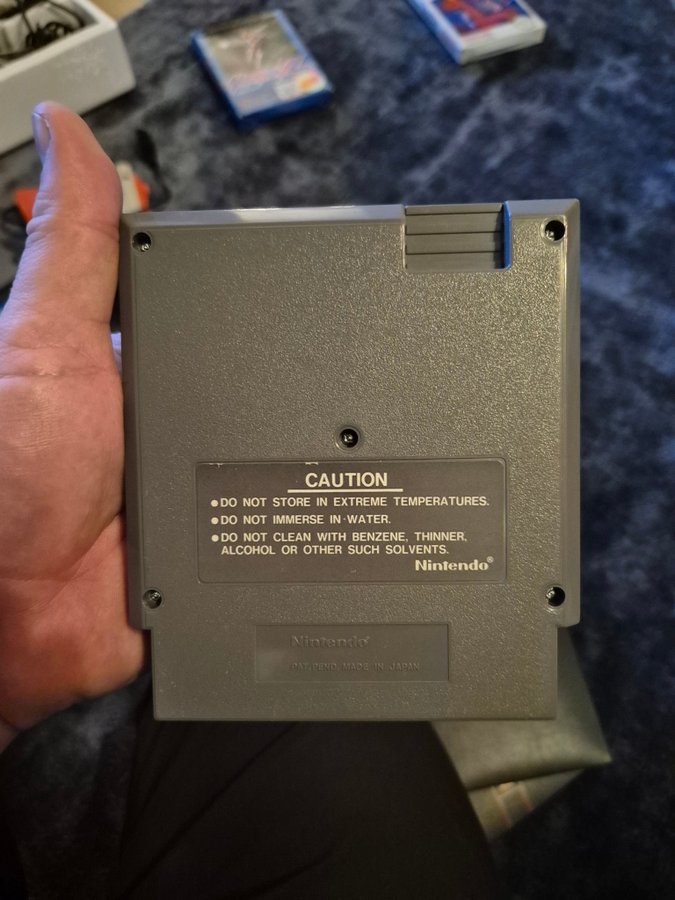 CAUTION
●DO NOT STORE IN EXTREME TEMPERATURES.
●DO NOT IMMERSE IN WATER.
●DO NOT CLEAN WITH BENZENE, THINNER,
ALCOHOL OR OTHER SUCH SOLVENTS.
Nintendo®
Nintendo®
PAT. PEND. MADE IN JAPAN